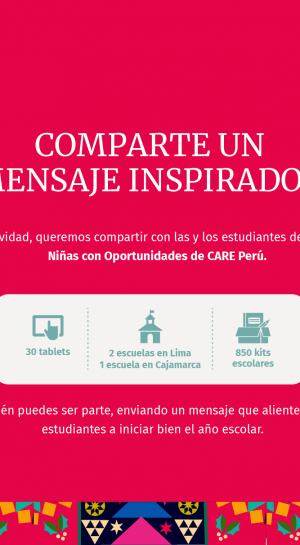 COMPARTE UN
MENSAJE INSPIRADO
vidad, queremos compartir con las y los estudiantes de
Niñas con Oportunidades de CARE Perú.
30 tablets
2 escuelas en Lima
1 escuela en Cajamarca
850 kits
escolares
én puedes ser parte, enviando un mensaje que aliente
estudiantes a iniciar bien el año escolar.